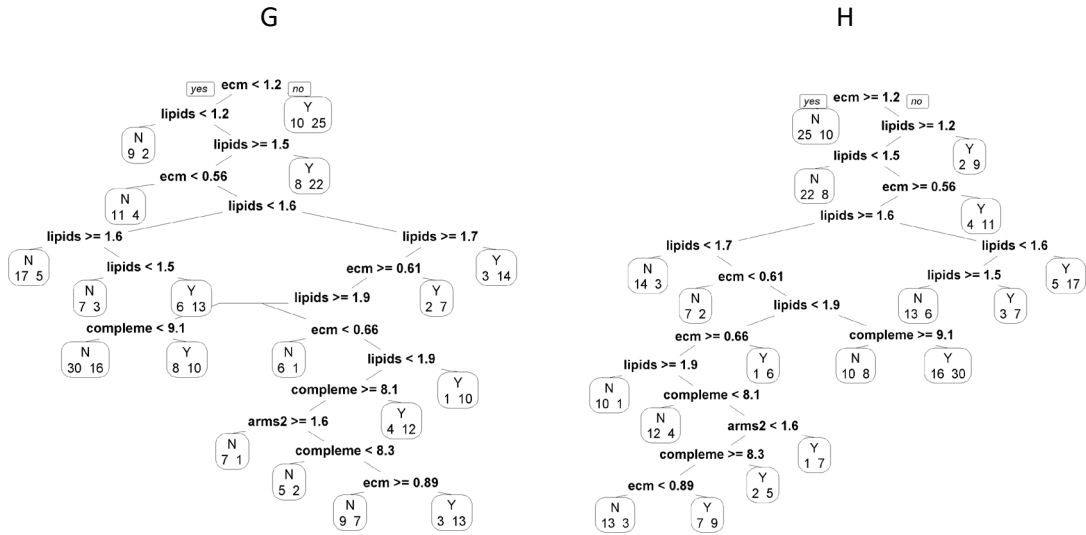 G
H
yes
ecm < 1.2
no
lipids < 1.2
Y
10 25
N
9 2
lipids >= 1.5
ecm < 0.56
Y
8 22
N
11 4
lipids < 1.6
lipids >= 1.6
lipids >= 1.7
N
17 5
lipids < 1.5
ecm >= 0.61
Y
3 14
N
7 3
Y
6 13
lipids >= 1.9
Y
2 7
compleme < 9.1
ecm < 0.66
N
30 16
Y
8 10
N
6 1
lipids < 1.9
compleme >= 8.1
Y
1 10
arms2 >= 1.6
Y
4 12
N
7 1
compleme < 8.3
N
5 2
ecm >= 0.89
N
9 7
Y
3 13
yes
ecm >= 1.2
no
N
25 10
lipids >= 1.2
lipids < 1.5
Y
2 9
N
22 8
ecm >= 0.56
lipids >= 1.6
Y
4 11
lipids < 1.7
lipids < 1.6
N
14 3
ecm < 0.61
lipids >= 1.5
Y
5 17
N
7 2
lipids < 1.9
N
13 6
Y
3 7
ecm >= 0.66
compleme >= 9.1
lipids >= 1.9
Y
1 6
N
10 8
Y
16 30
N
10 1
compleme < 8.1
N
12 4
arms2 < 1.6
compleme >= 8.3
Y
1 7
ecm < 0.89
Y
2 5
N
13 3
Y
7 9